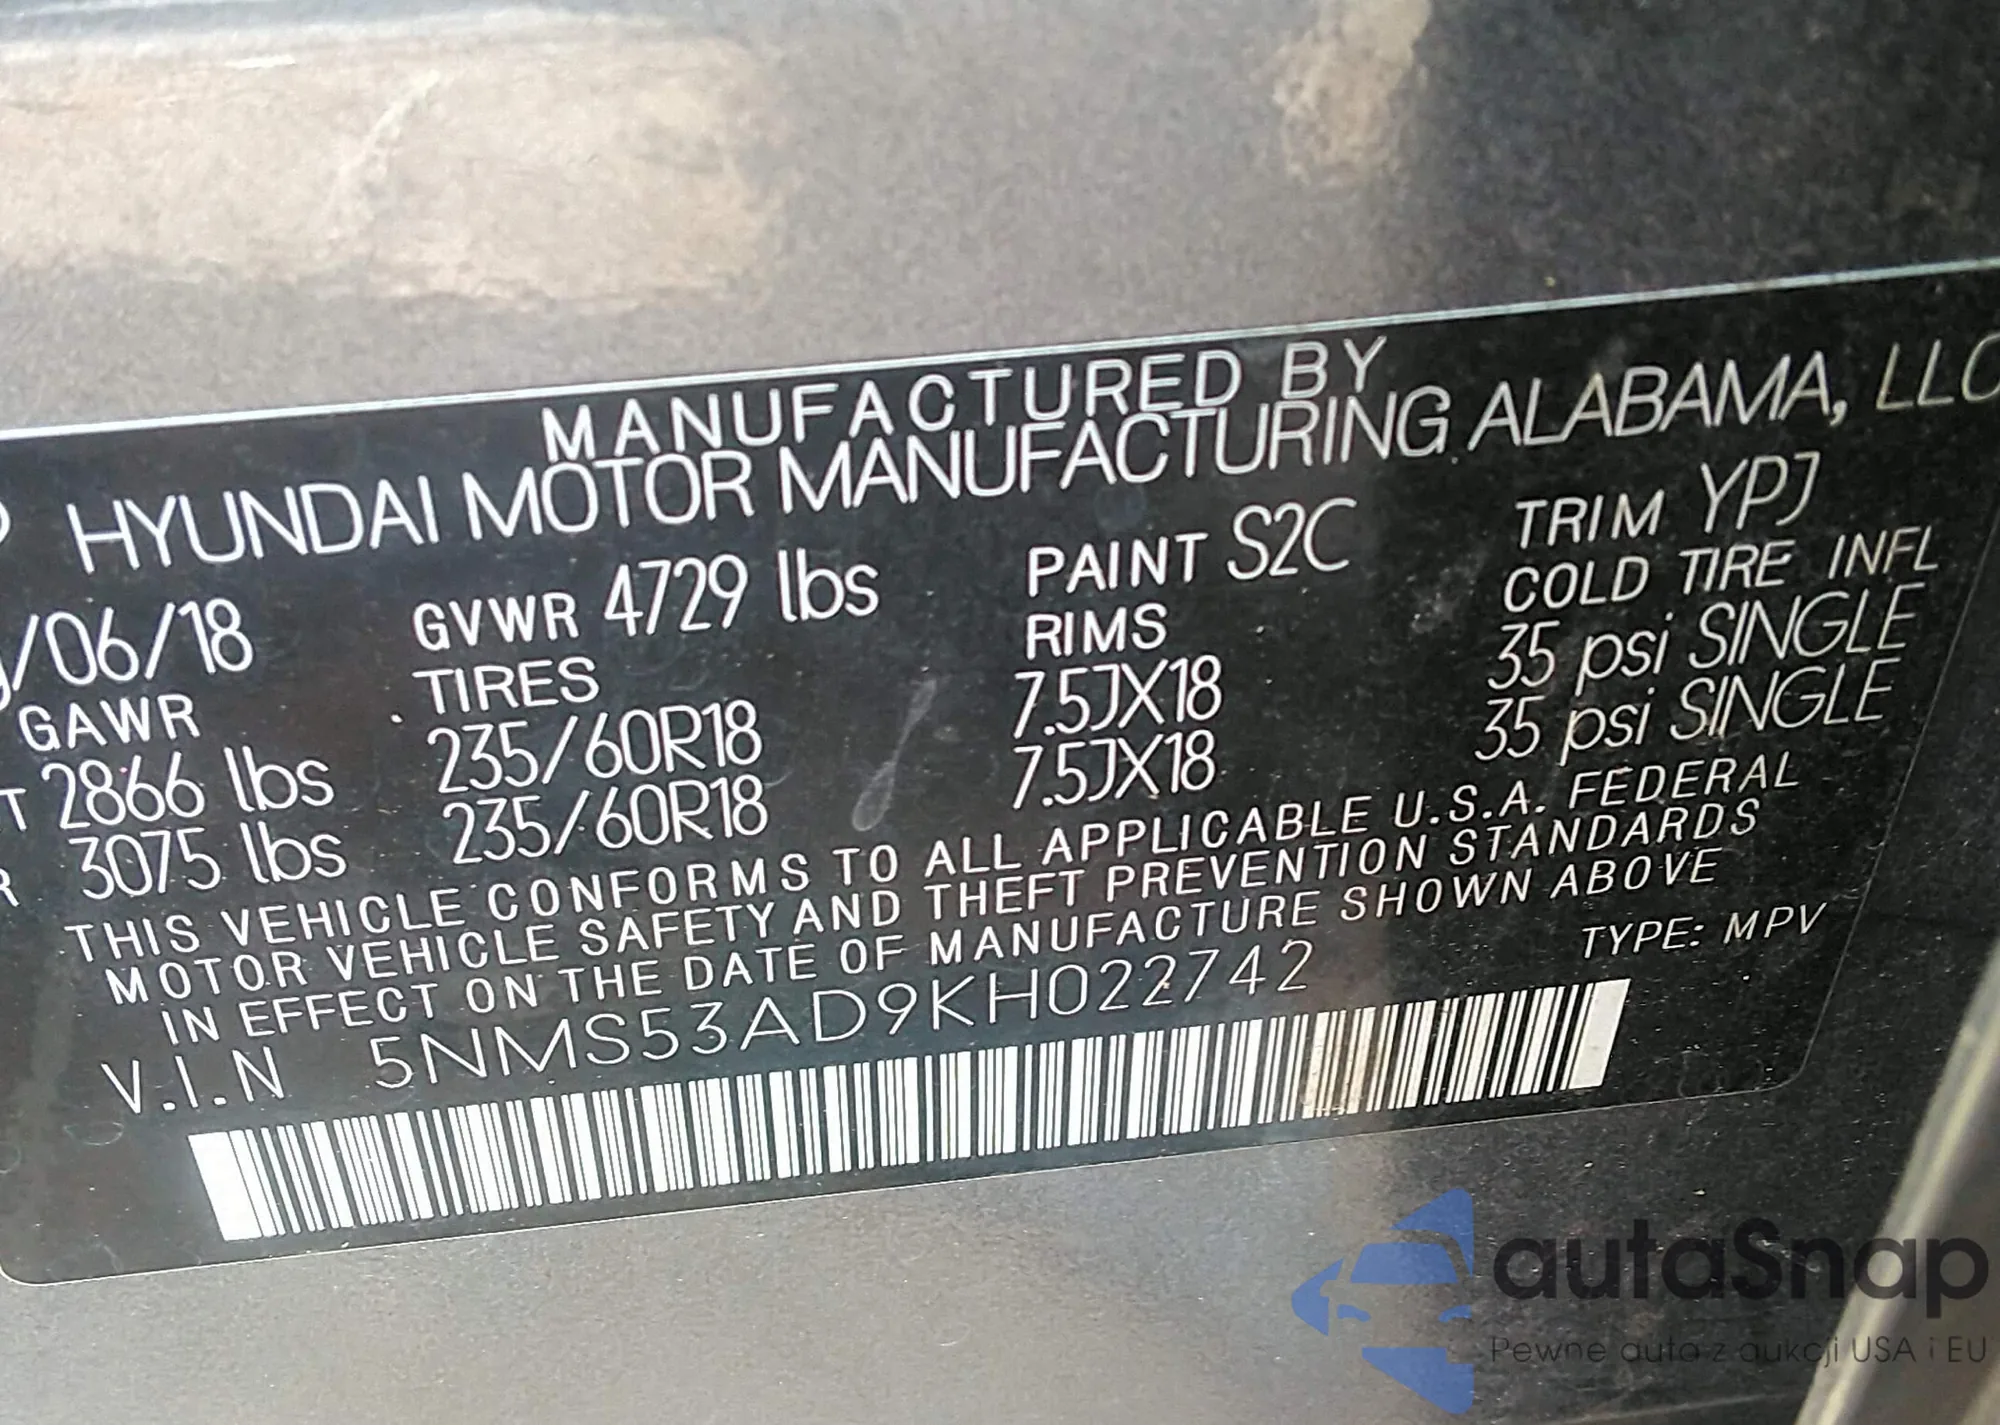 MANUFACTURED BY
HYUNDAI MOTOR MANUFACTURING ALABAMA, LLC
/06/18 GVWR 4729 lbs PAINT S2C TRIM YPJ
GAWR TIRES RIMS COLD TIRE INFL
T 2866 lbs 235/60R18 7.5JX18 35 psi SINGLE
R 3075 lbs 235/60R18 7.5JX18 35 psi SINGLE
THIS VEHICLE CONFORMS TO ALL APPLICABLE U.S.A. FEDERAL
MOTOR VEHICLE SAFETY AND THEFT PREVENTION STANDARDS
IN EFFECT ON THE DATE OF MANUFACTURE SHOWN ABOVE
V.I.N 5NMS53AD9KH022742 TYPE: MPV
autaSnap
Pewne auto z aukcji USA i EU